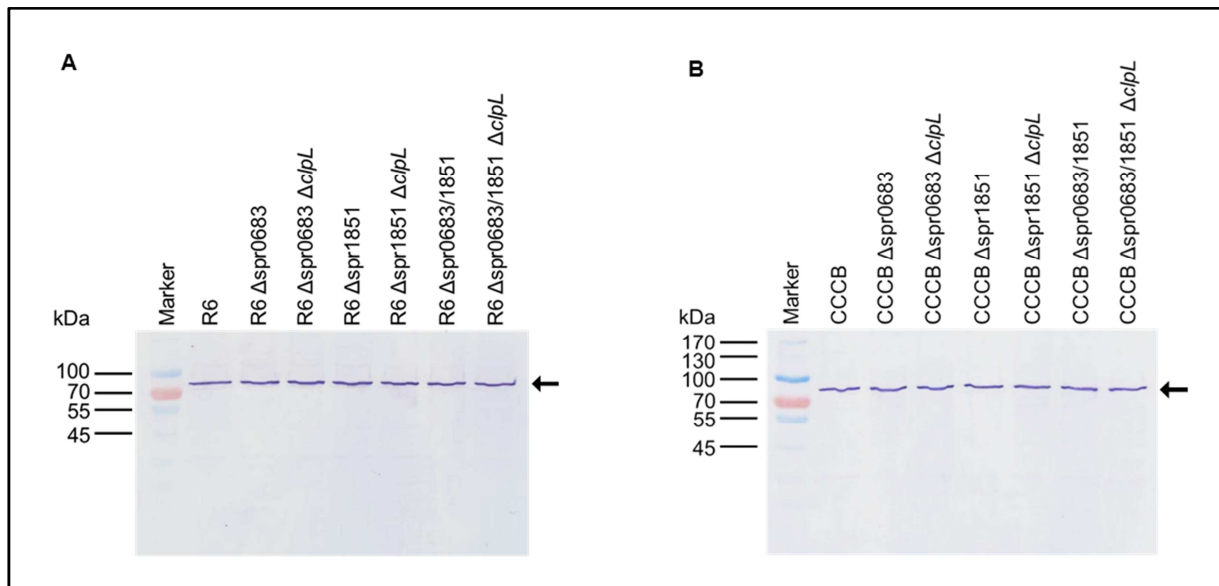 A
kDa
Marker
R6
R6 Δspr0683
R6 Δspr0683 ΔclpL
R6 Δspr1851
R6 Δspr1851 ΔclpL
R6 Δspr0683/1851
R6 Δspr0683/1851 ΔclpL
100
70
55
45
B
kDa
Marker
CCCB
CCCB Δspr0683
CCCB Δspr0683 ΔclpL
CCCB Δspr1851
CCCB Δspr1851 ΔclpL
CCCB Δspr0683/1851
CCCB Δspr0683/1851 ΔclpL
170
130
100
70
55
45